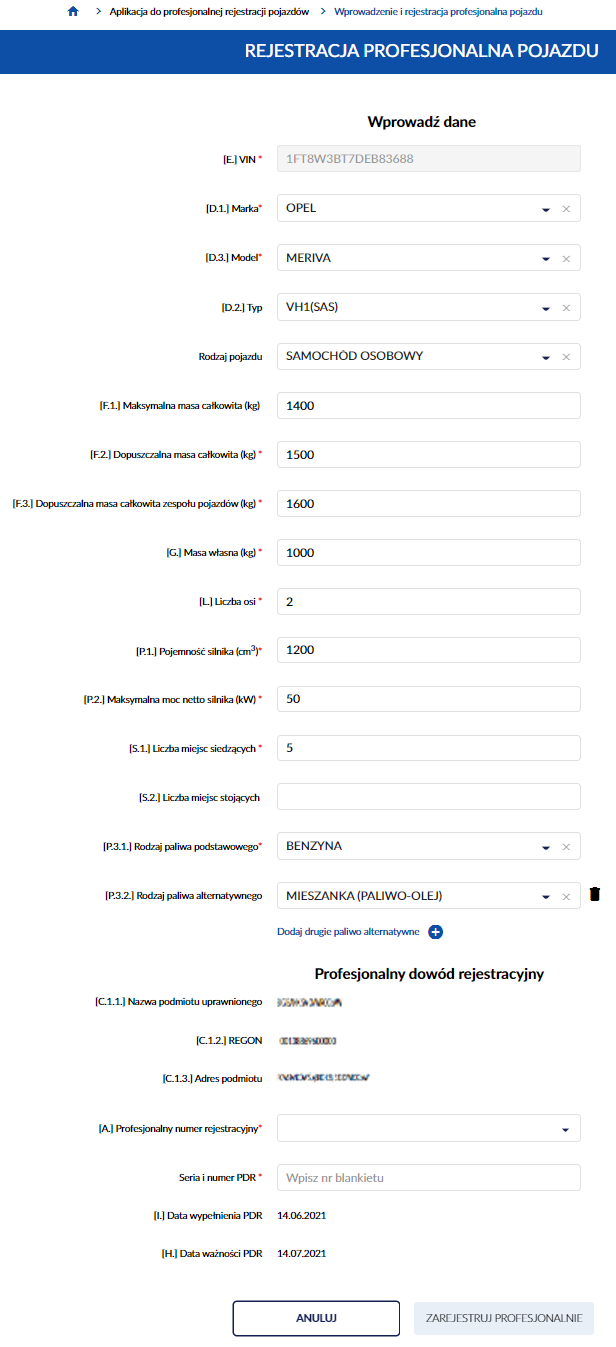 Aplikacja do profesjonalnej rejestracji pojazdów > Wprowadzenie i rejestracja profesjonalna pojazdu
REJESTRACJA PROFESJONALNA POJAZDU
Wprowadź dane
[E.] VIN * 1FT8W3BT7DEB83688
[D.1.] Marka* OPEL
[D.3.] Model* MERIVA
[D.2.] Typ VH1(SAS)
Rodzaj pojazdu SAMOCHÓD OSOBOWY
[F.1.] Maksymalna masa całkowita (kg) 1400
[F.2.] Dopuszczalna masa całkowita (kg) * 1500
[F.3.] Dopuszczalna masa całkowita zespołu pojazdów (kg) * 1600
[G.] Masa własna (kg) * 1000
[L.] Liczba osi * 2
[P.1.] Pojemność silnika (cm³)* 1200
[P.2.] Maksymalna moc netto silnika (kW) * 50
[S.1.] Liczba miejsc siedzących * 5
[S.2.] Liczba miejsc stojących
[P.3.1.] Rodzaj paliwa podstawowego* BENZYNA
[P.3.2.] Rodzaj paliwa alternatywnego MIESZANKA (PALIWO-OLEJ)
Dodaj drugie paliwo alternatywne
Profesjonalny dowód rejestracyjny
[C.1.1.] Nazwa podmiotu uprawnionego
[C.1.2.] REGON
[C.1.3.] Adres podmiotu
[A.] Profesjonalny numer rejestracyjny*
Seria i numer PDR * Wpisz nr blankietu
[I.] Data wypełnienia PDR 14.06.2021
[H.] Data ważności PDR 14.07.2021
ANULUJ ZAREJESTRUJ PROFESJONALNIE